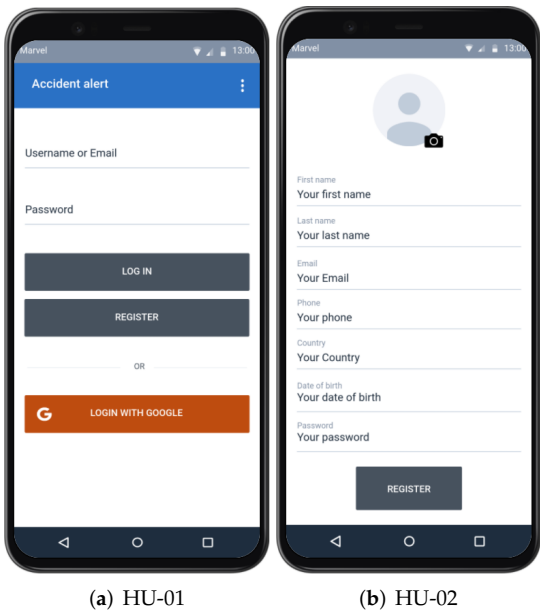 Marvel
13:00
Accident alert
Username or Email
Password
LOG IN
REGISTER
OR
G
LOGIN WITH GOOGLE
Marvel
13:00
First name
Your first name
Last name
Your last name
Email
Your Email
Phone
Your phone
Country
Your Country
Date of birth
Your date of birth
Password
Your password
REGISTER
(a) HU-01
(b) HU-02